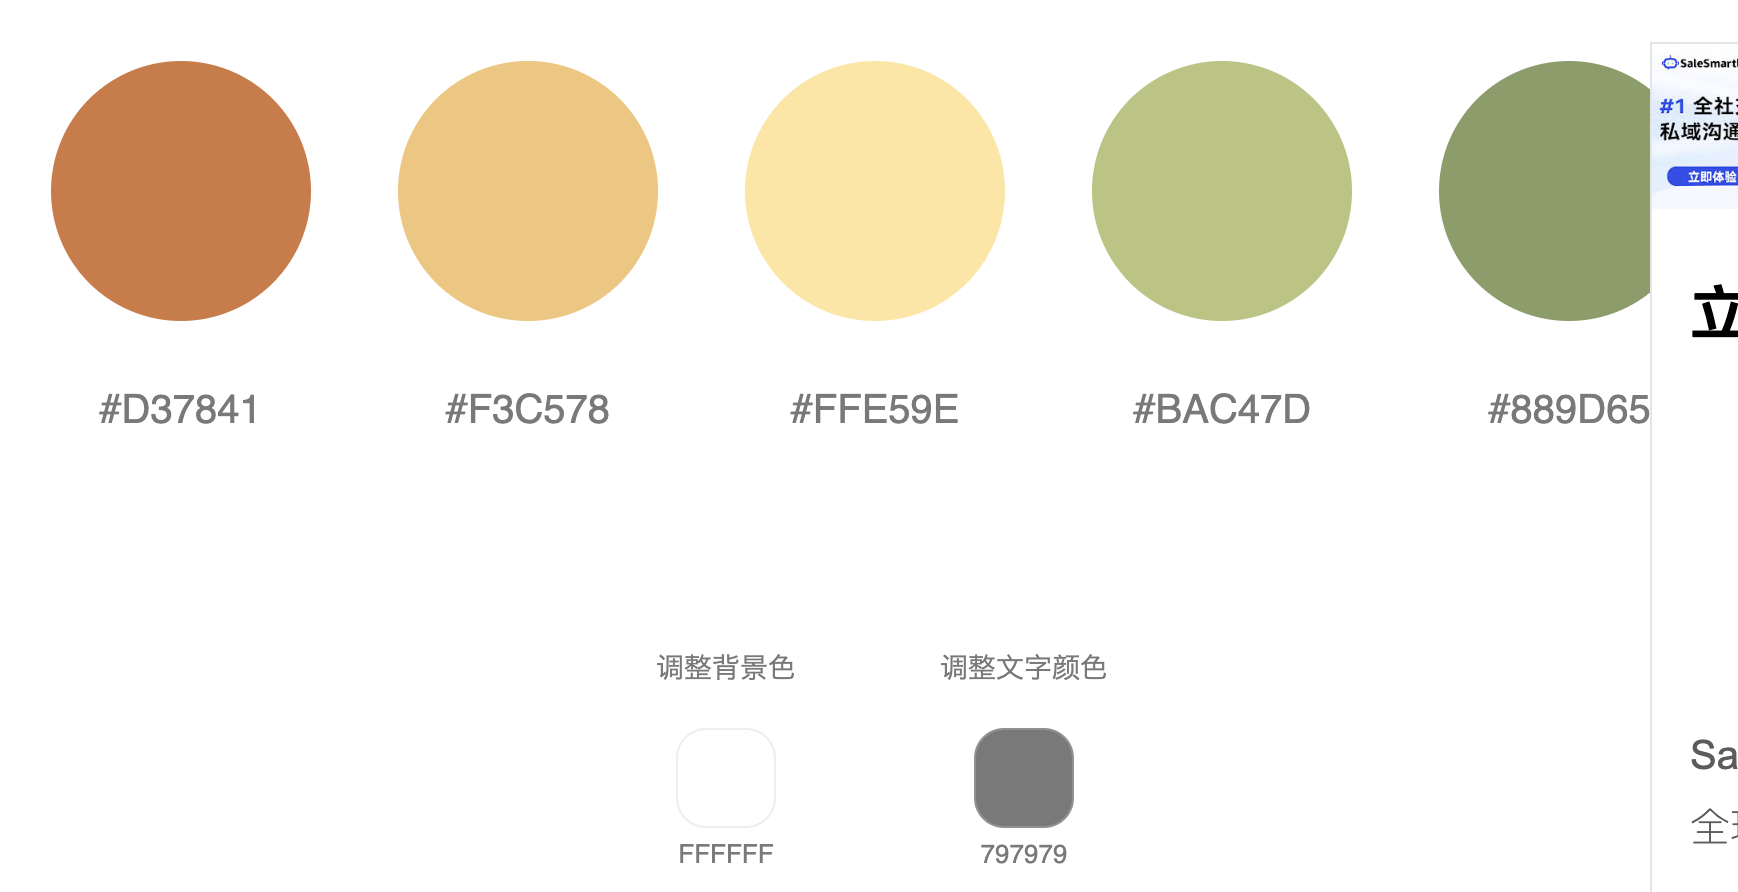 #D37841
#F3C578
#FFE59E
#BAC47D
#889D65
SaleSmart
#1 全社
私域沟通
立即体验
立
调整背景色
调整文字颜色
FFFFFF
797979
Sa
全